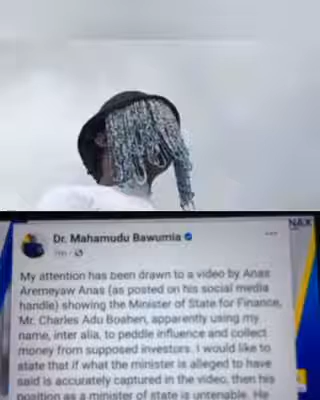 NAX
Dr. Mahamudu Bawumia
My attention has been drawn to a video by Anas
Aremeyaw Anas (as posted on his social media
handle) showing the Minister of State for Finance,
Mr. Charles Adu Boahen, apparently using my
name, inter alia, to peddle influence and collect
money from supposed investors. I would like to
state that if what the minister is alleged to have
said is accurately captured in the video, then his
position as a minister of state is untenable. He